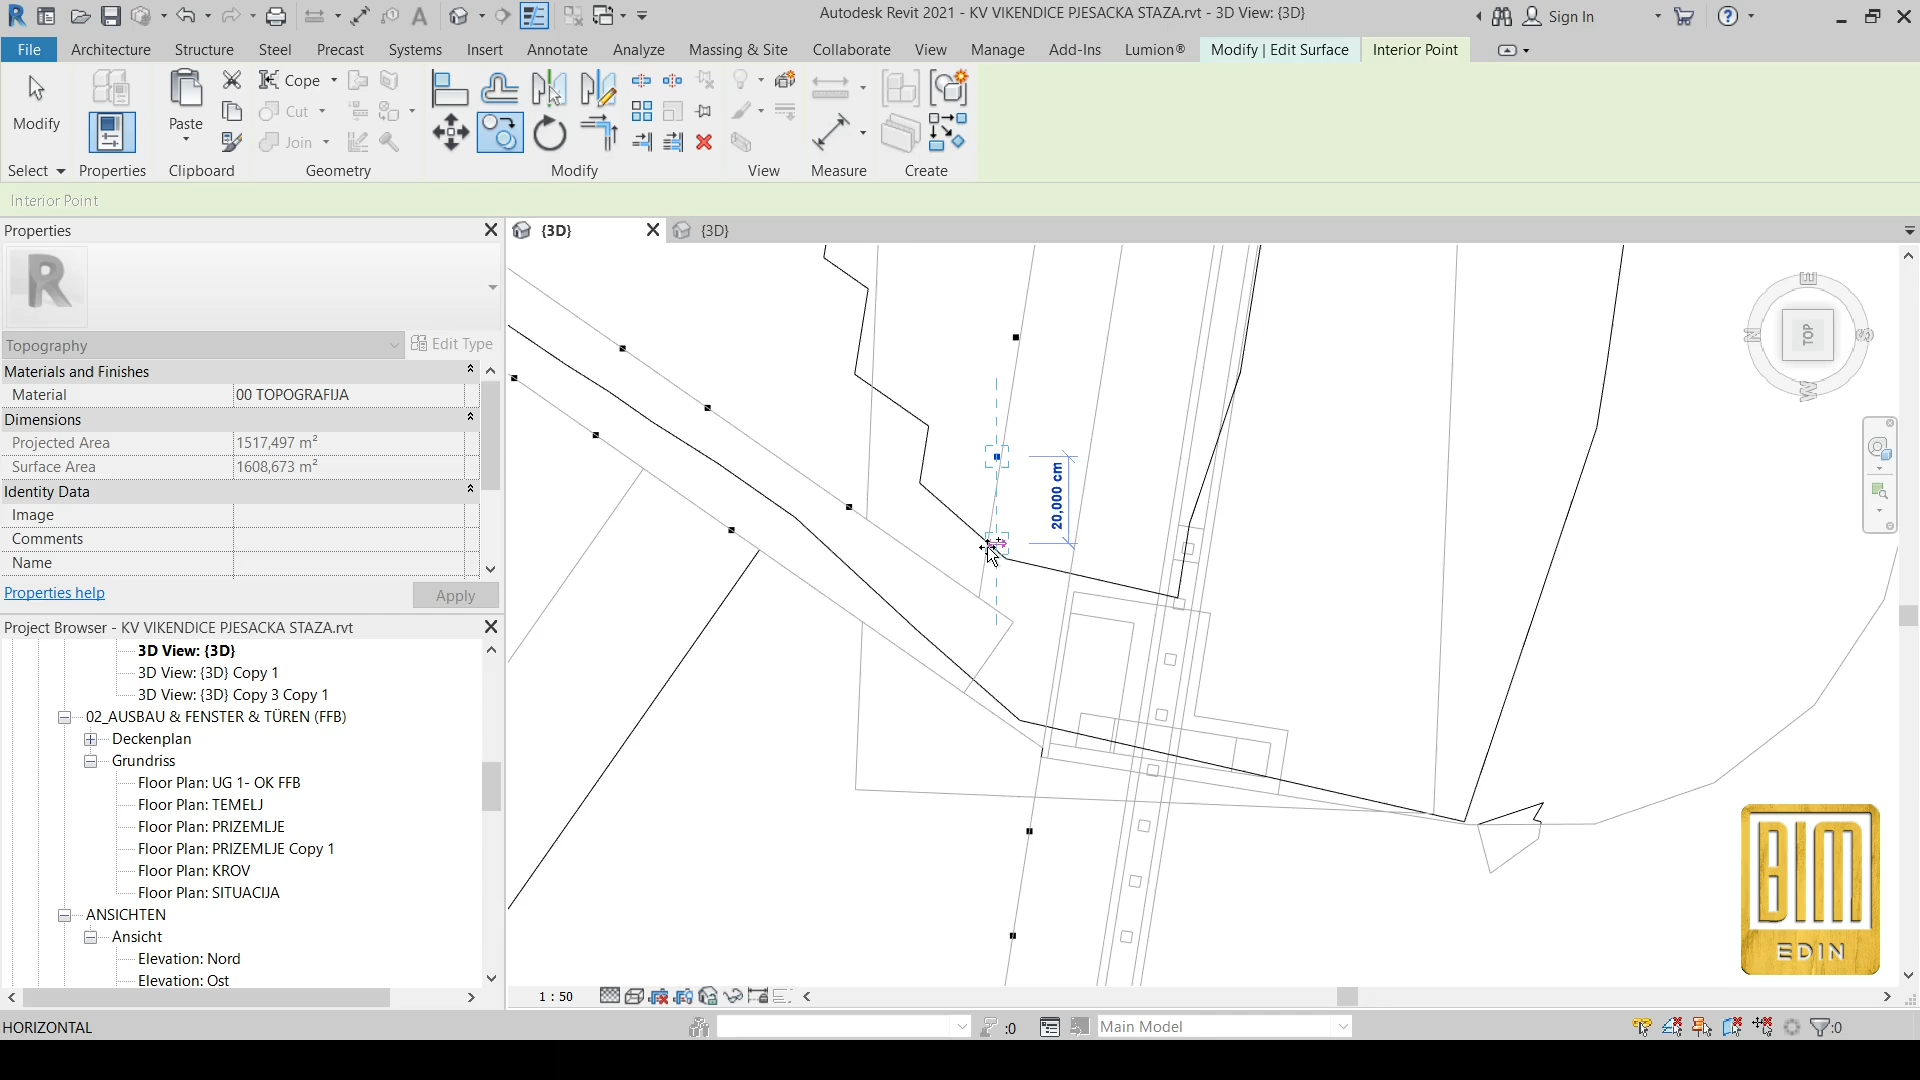 Autodesk Revit 2021 - KV VIKENDICE PJESACKA STAZA.rvt - 3D View: {3D}
Sign In
File Architecture Structure Steel Precast Systems Insert Annotate Analyze Massing & Site Collaborate View Manage Add-Ins Lumion® Modify | Edit Surface Interior Point
Modify
Paste
Cope
Cut
Join
Select Properties Clipboard Geometry Modify View Measure Create
Interior Point
Properties
{3D}
{3D}
R
Topography
Edit Type
Materials and Finishes
Material 00 TOPOGRAFIJA
Dimensions
Projected Area 1517,497 m²
Surface Area 1608,673 m²
Identity Data
Image
Comments
Name
Properties help
Apply
Project Browser - KV VIKENDICE PJESACKA STAZA.rvt
3D View: {3D}
3D View: {3D} Copy 1
3D View: {3D} Copy 3 Copy 1
02_AUSBAU & FENSTER & TÜREN (FFB)
Deckenplan
Grundriss
Floor Plan: UG 1- OK FFB
Floor Plan: TEMELJ
Floor Plan: PRIZEMLJE
Floor Plan: PRIZEMLJE Copy 1
Floor Plan: KROV
Floor Plan: SITUACIJA
ANSICHTEN
Ansicht
Elevation: Nord
Elevation: Ost
20,000 cm
E
N
TOP
S
W
BIM
EDIN
1 : 50
HORIZONTAL
:0
Main Model
:0